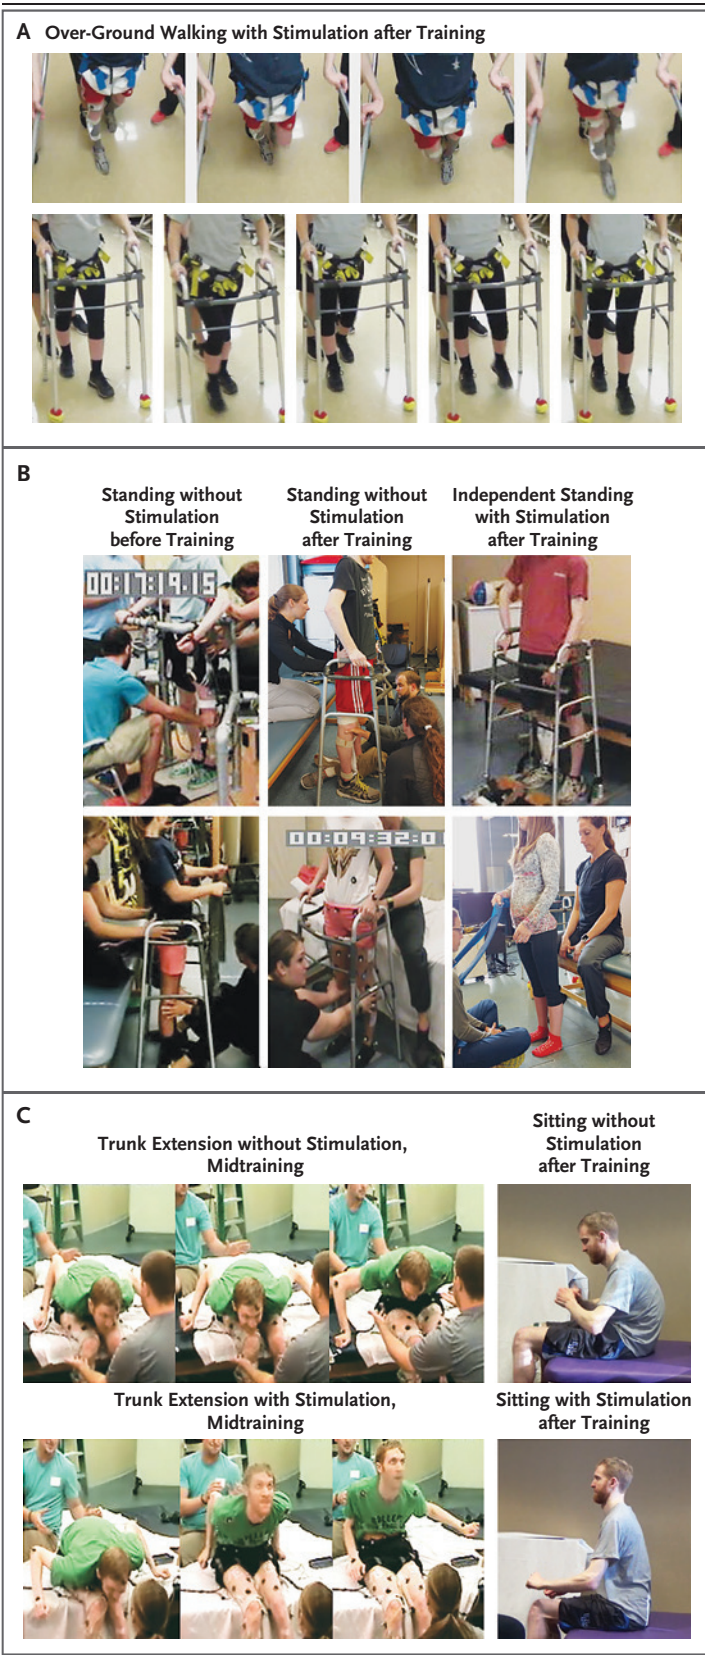 A Over-Ground Walking with Stimulation after Training
B
Standing without
Stimulation
before Training
Standing without
Stimulation
after Training
Independent Standing
with Stimulation
after Training
00:17:19.15
00:09:32:0
C
Trunk Extension without Stimulation,
Midtraining
Sitting without
Stimulation
after Training
Trunk Extension with Stimulation,
Midtraining
Sitting with Stimulation
after Training